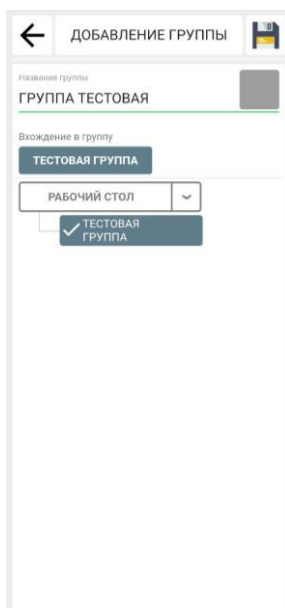 ДОБАВЛЕНИЕ ГРУППЫ
Название группы
ГРУППА ТЕСТОВАЯ
Вхождение в группу
ТЕСТОВАЯ ГРУППА
РАБОЧИЙ СТОЛ
ТЕСТОВАЯ
ГРУППА